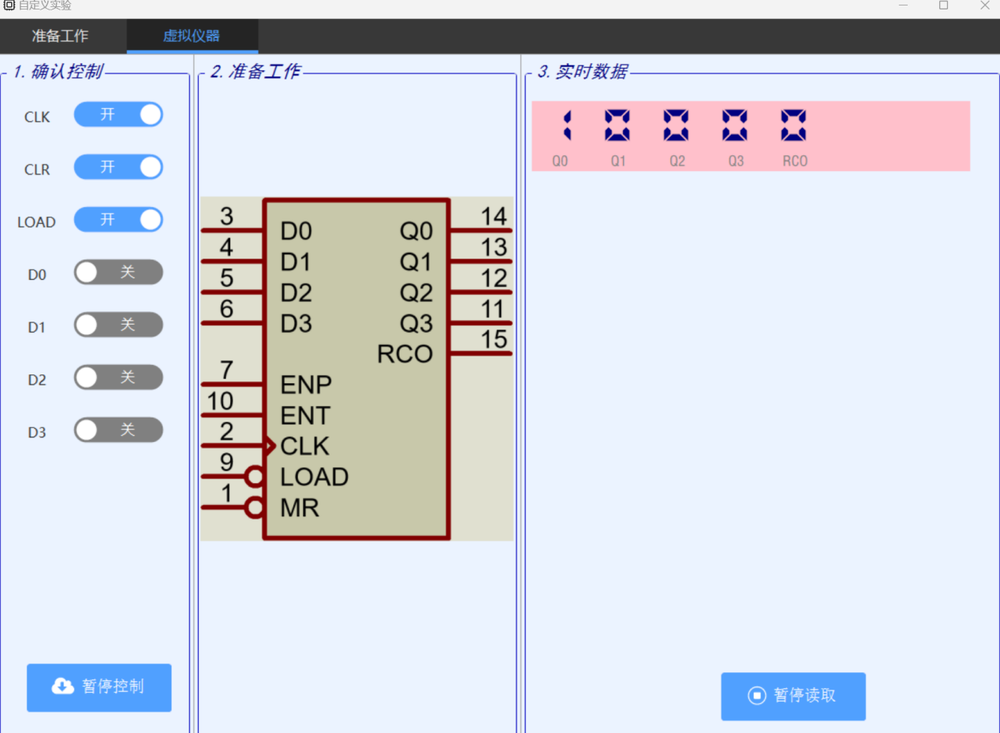 自定义实验
准备工作
虚拟仪器
1. 确认控制
CLK 开
CLR 开
LOAD 开
D0 关
D1 关
D2 关
D3 关
暂停控制
2. 准备工作
3 D0 Q0 14
4 D1 Q1 13
5 D2 Q2 12
6 D3 Q3 11
RCO 15
7 ENP
10 ENT
2 CLK
9 LOAD
1 MR
3. 实时数据
1 0 0 0 0
Q0 Q1 Q2 Q3 RCO
暂停读取